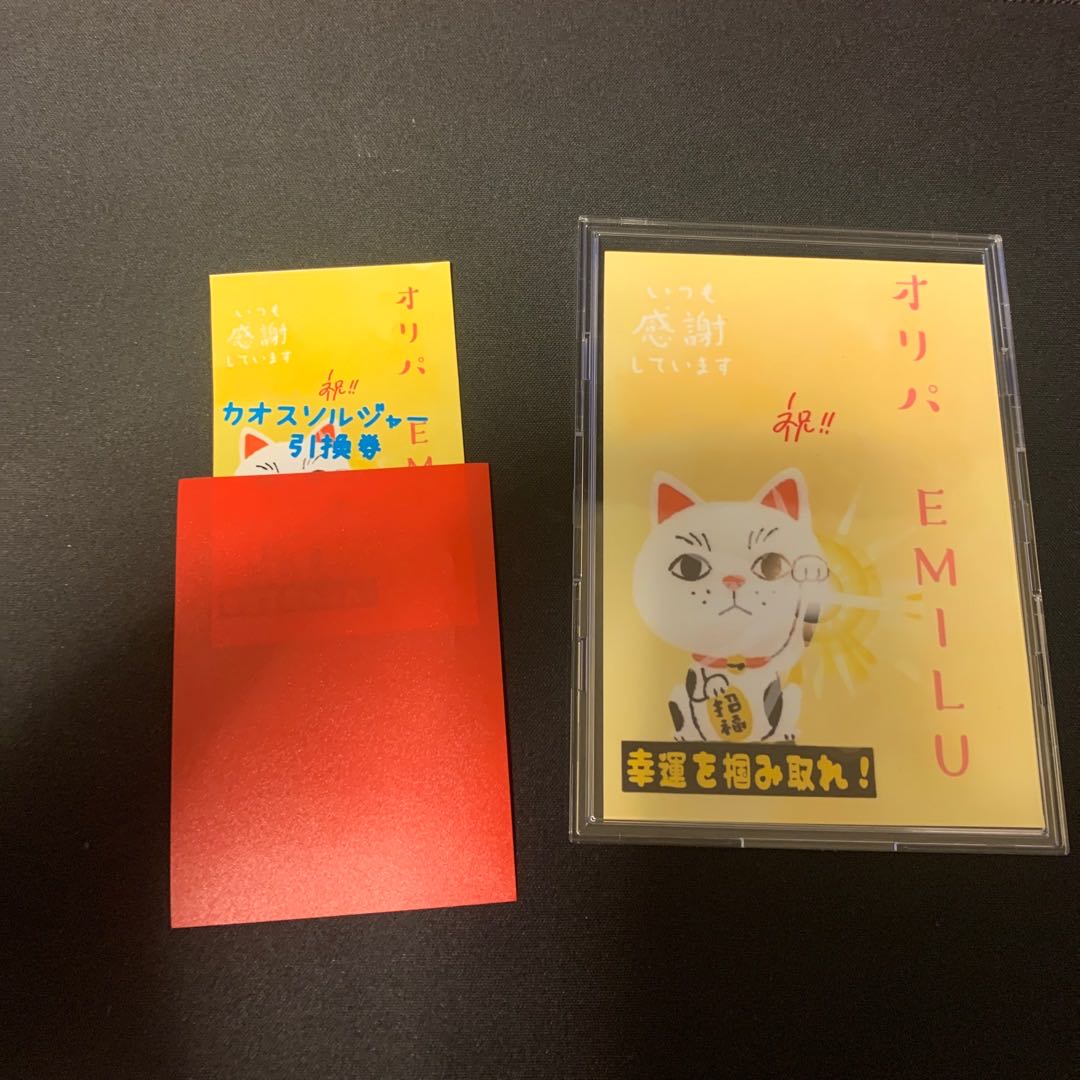 いつも
感謝
しています
オリパ EM
祝!!
カオスソルジャー
引換券
いつも
感謝
しています
オリパ EMILU
祝!!
招福
幸運を掴み取れ!